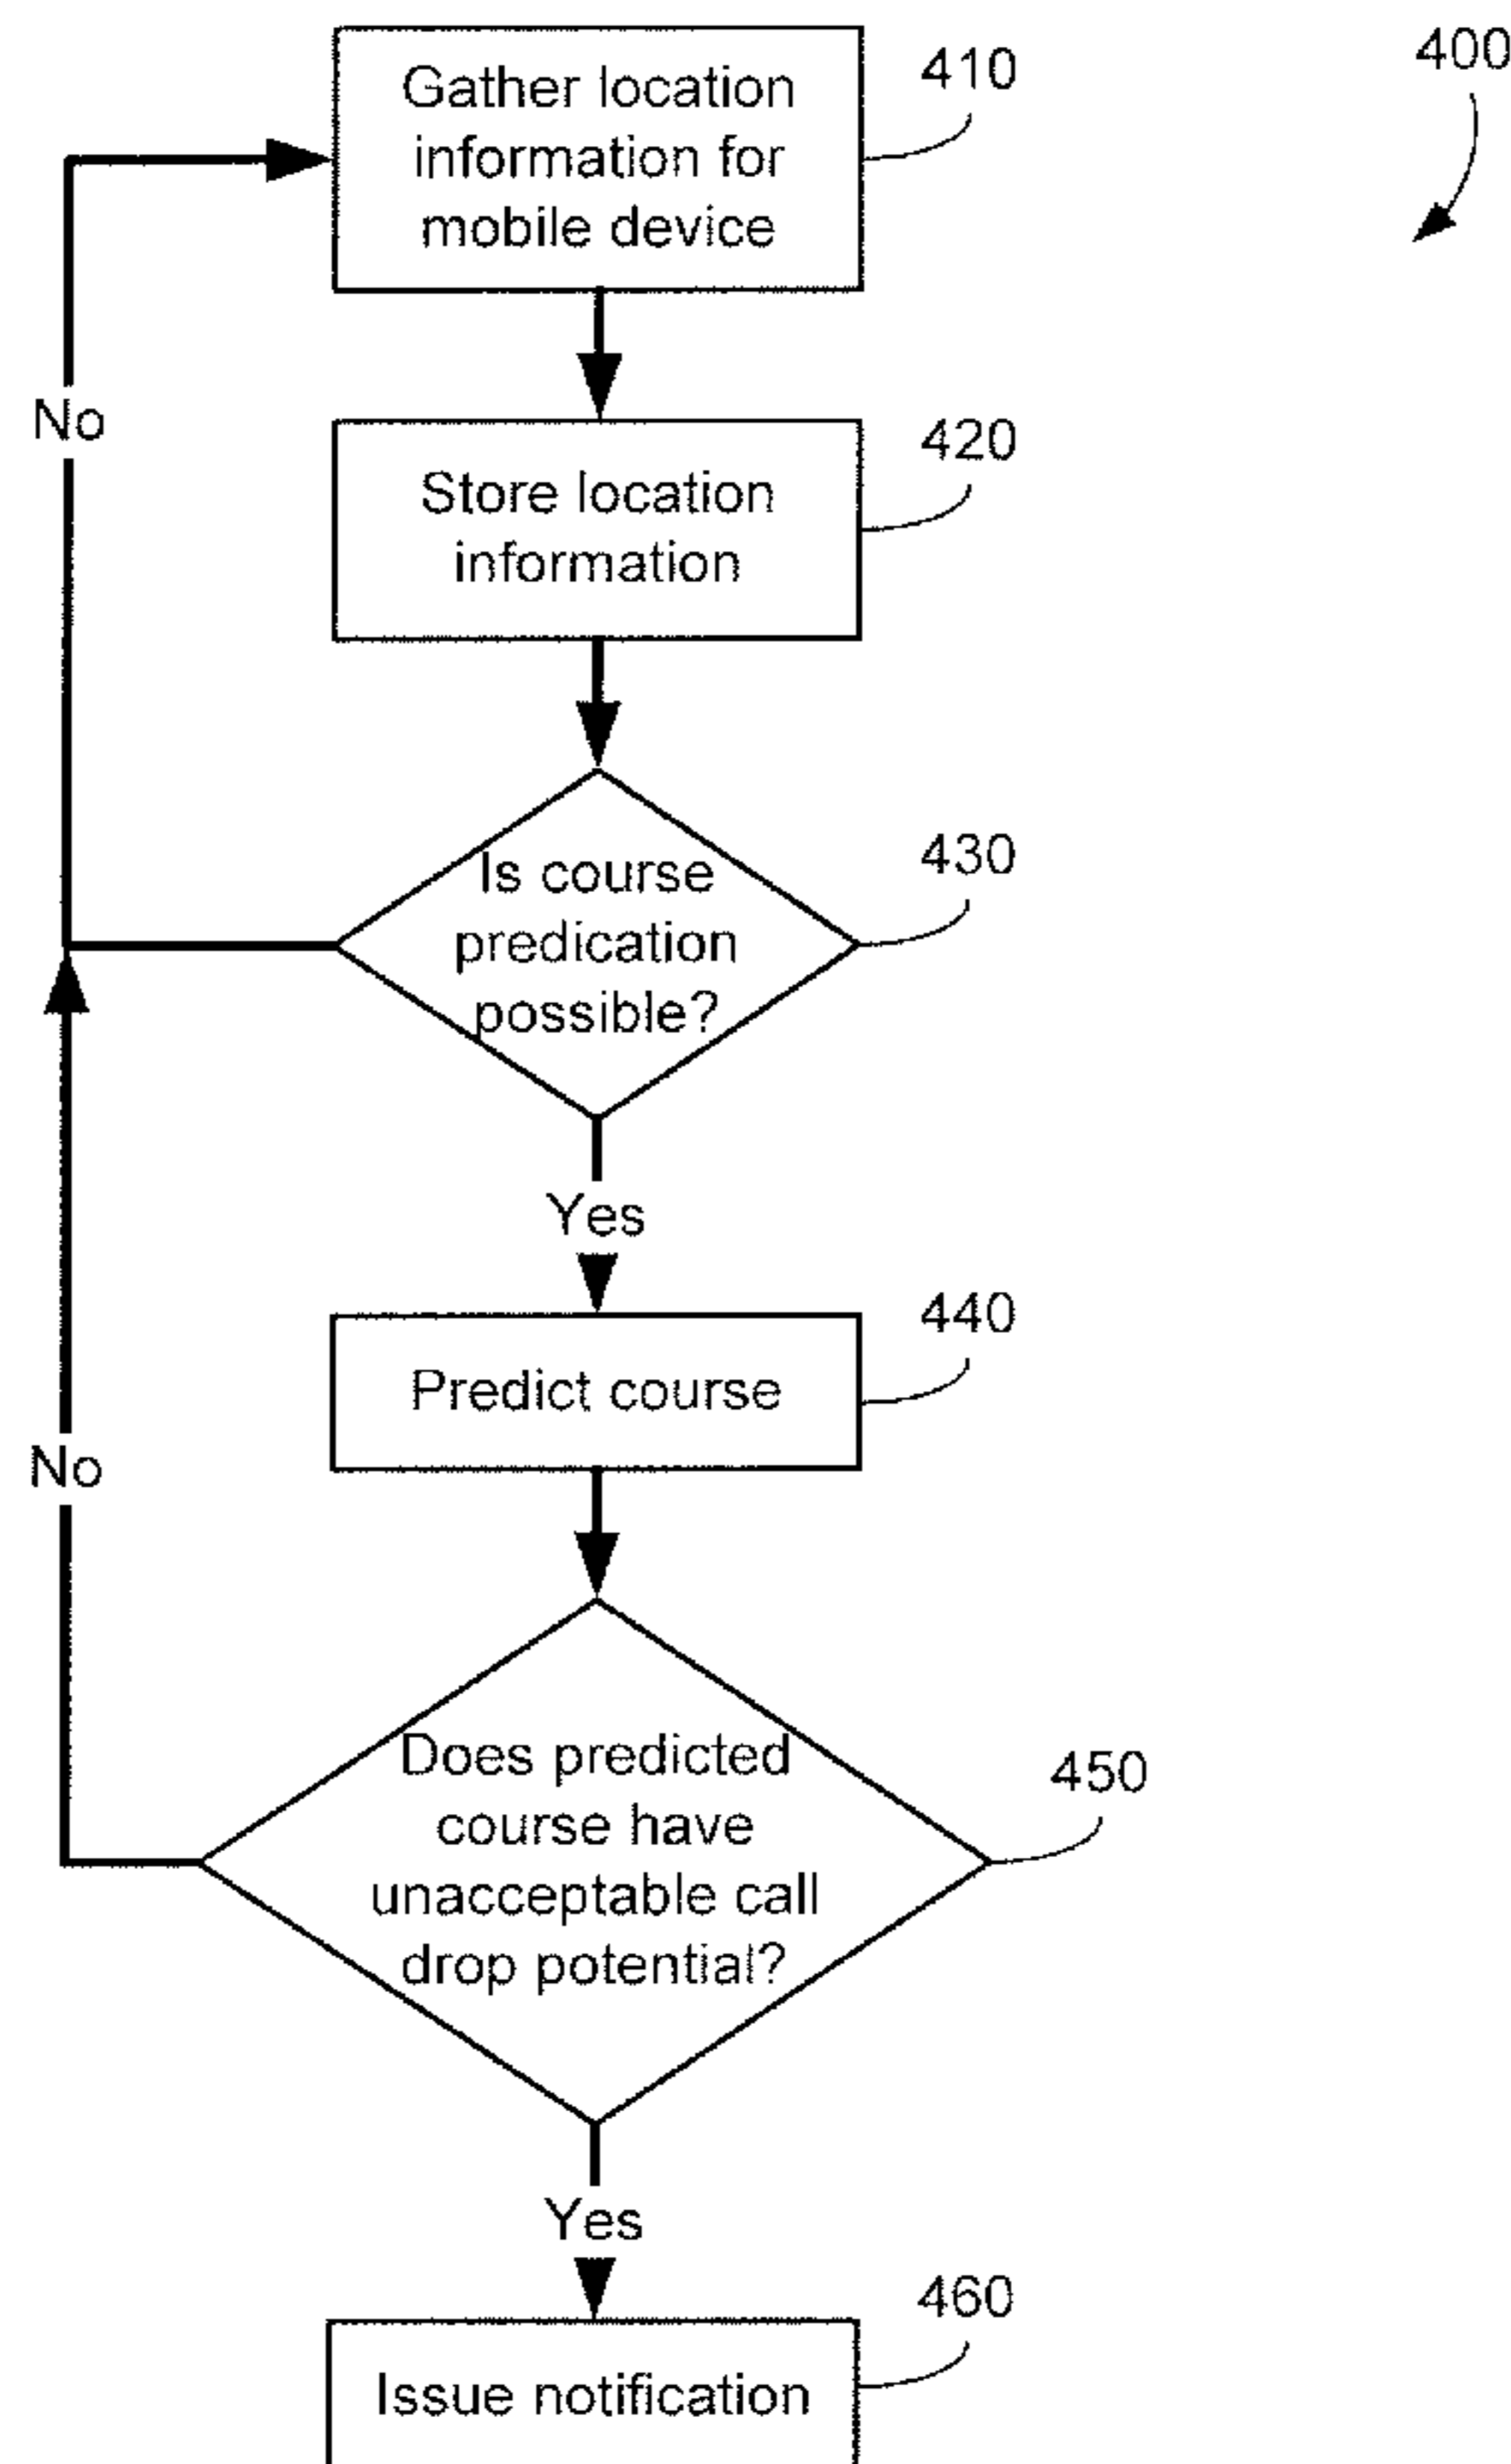 400
Gather location
information for
mobile device
410
No
Store location
information
420
Is course
predication
possible?
430
Yes
Predict course
440
No
Does predicted
course have
unacceptable call
drop potential?
450
Yes
Issue notification
460